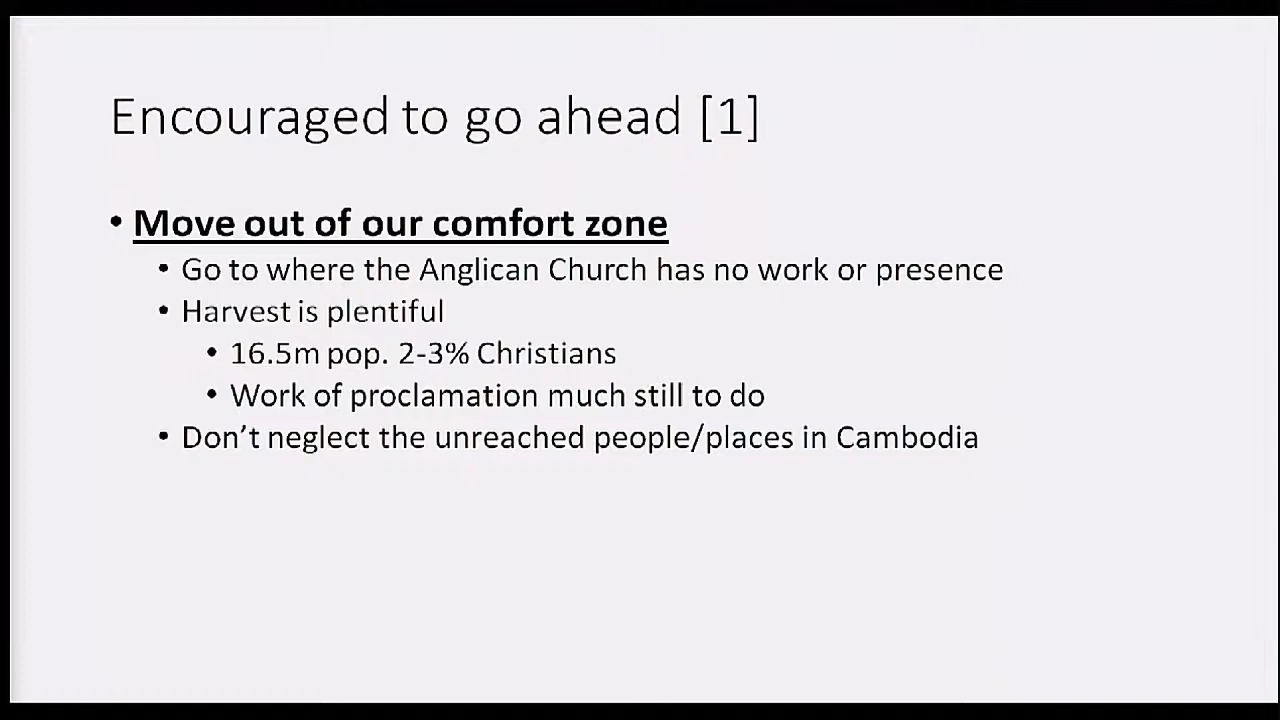 Encouraged to go ahead [1]
• Move out of our comfort zone
• Go to where the Anglican Church has no work or presence
• Harvest is plentiful
• 16.5m pop. 2-3% Christians
• Work of proclamation much still to do
• Don't neglect the unreached people/places in Cambodia